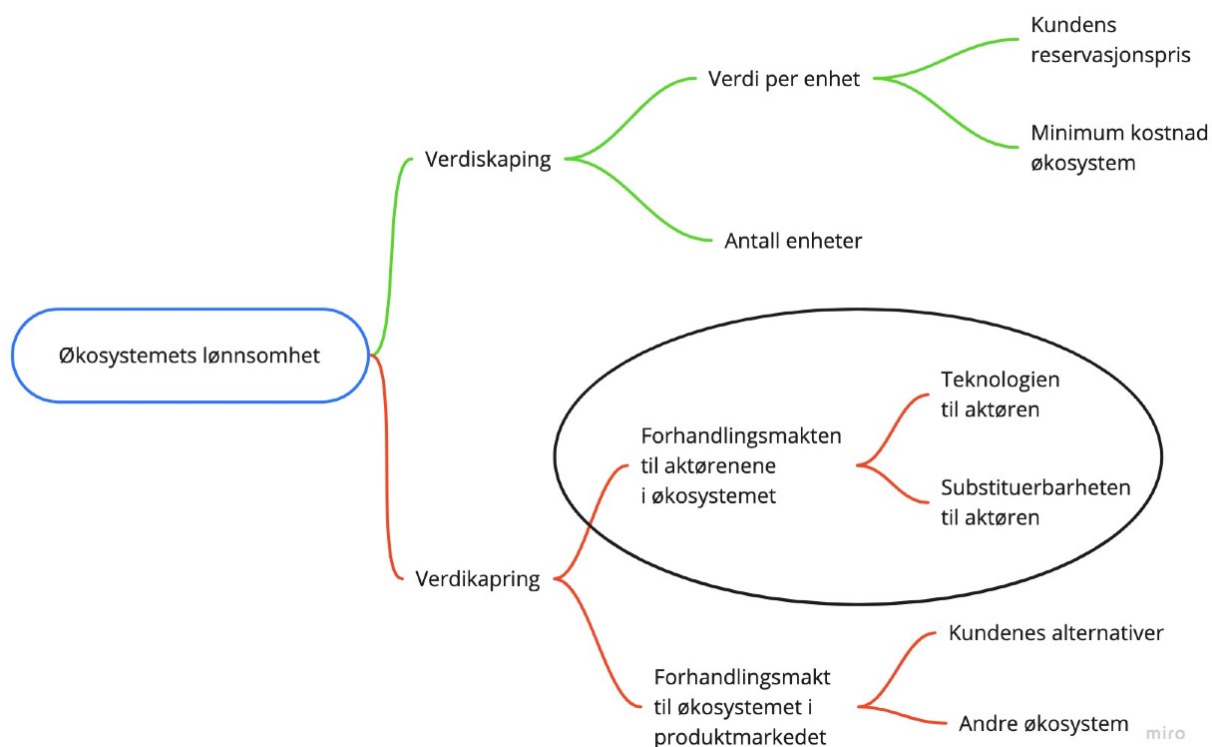 Kundens
reservasjonspris
Verdi per enhet
Minimum kostnad
økosystem
Verdiskaping
Antall enheter
Økosystemets lønnsomhet
Teknologien
til aktøren
Forhandlingsmakten
til aktørenene
i økosystemet
Substituerbarheten
til aktøren
Verdikapring
Kundenes alternativer
Forhandlingsmakt
til økosystemet i
produktmarkedet
Andre økosystem
miro